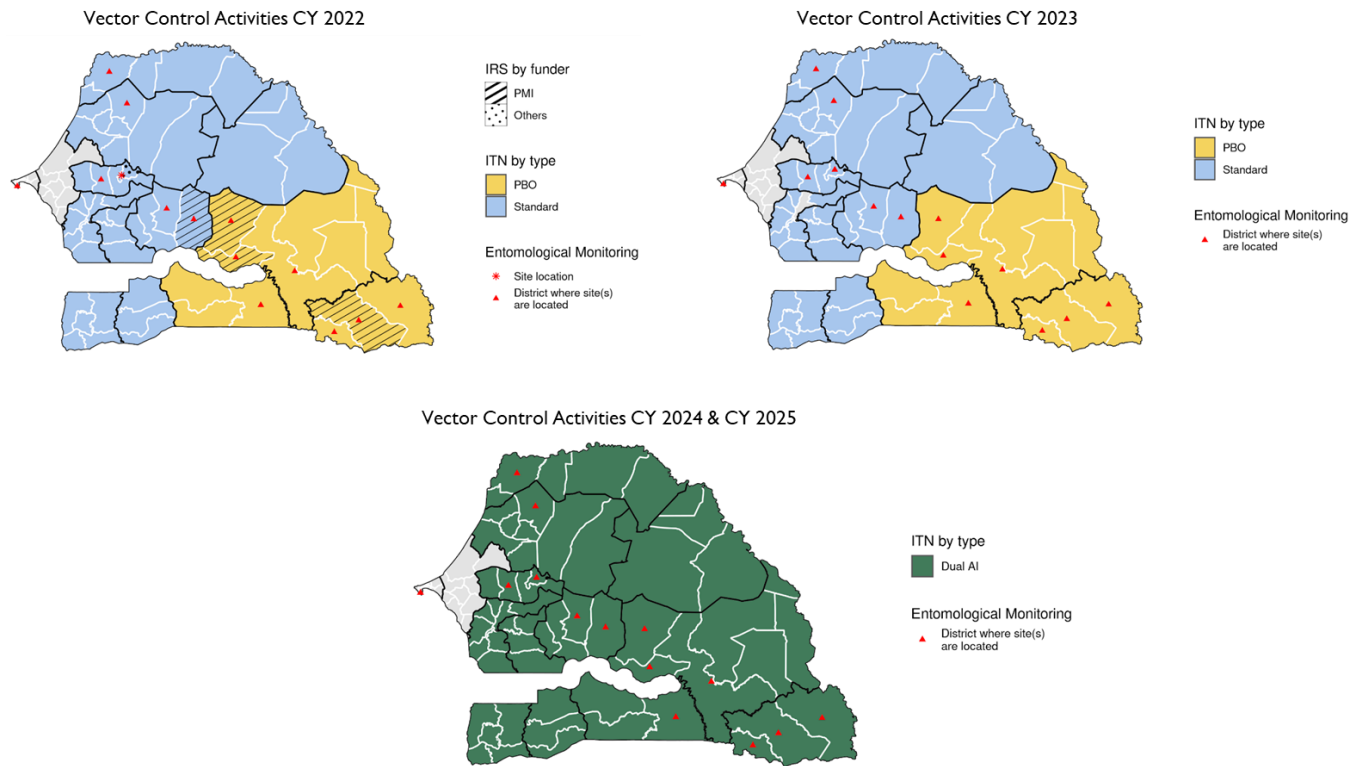 Vector Control Activities CY 2022
IRS by funder
PMI
Others
ITN by type
PBO
Standard
Entomological Monitoring
Site location
District where site(s)
are located
Vector Control Activities CY 2023
ITN by type
PBO
Standard
Entomological Monitoring
District where site(s)
are located
Vector Control Activities CY 2024 & CY 2025
ITN by type
Dual AI
Entomological Monitoring
District where site(s)
are located